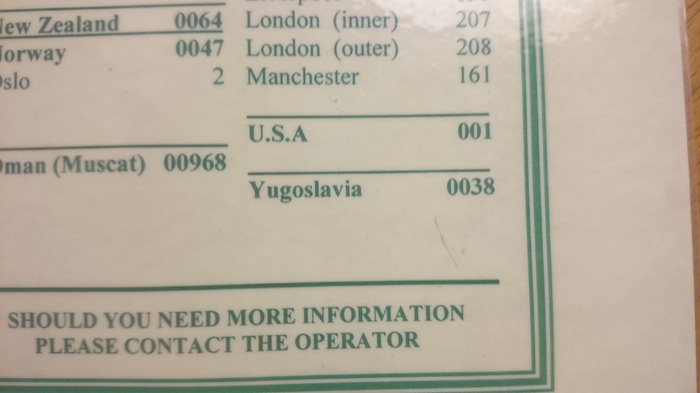 New Zealand 0064
Norway 0047
Oslo 2
Oman (Muscat) 00968
London (inner) 207
London (outer) 208
Manchester 161
U.S.A 001
Yugoslavia 0038
SHOULD YOU NEED MORE INFORMATION
PLEASE CONTACT THE OPERATOR